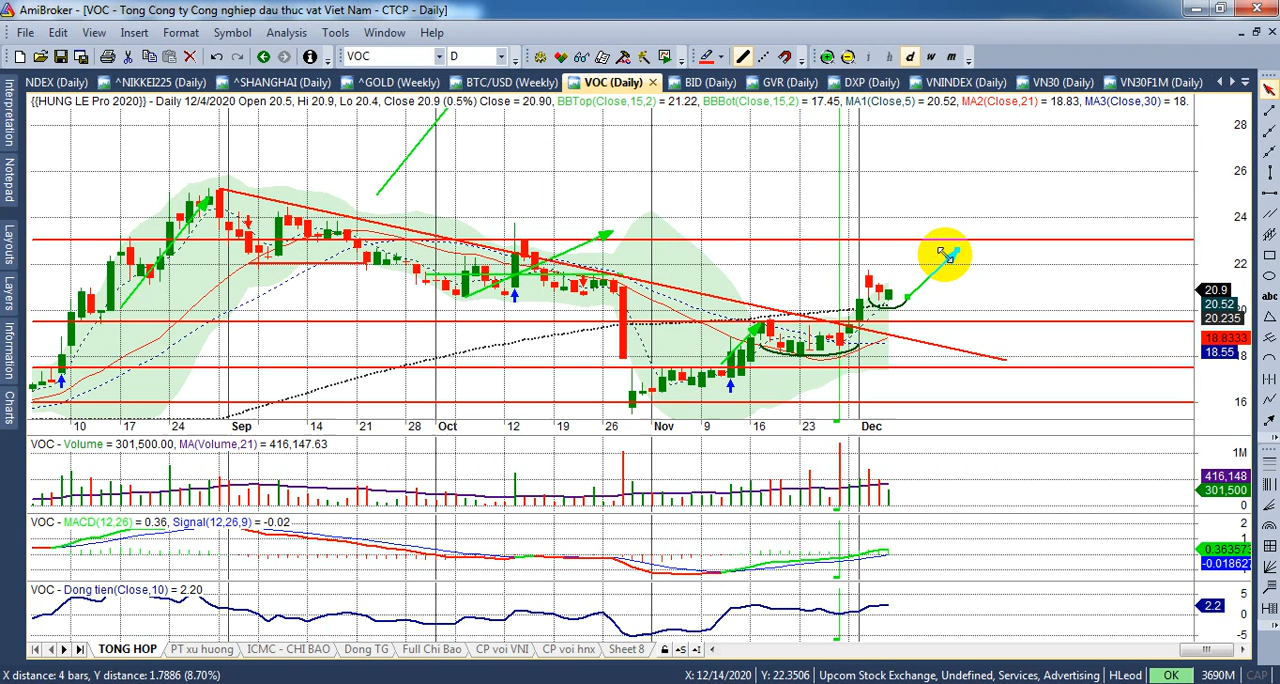 AmiBroker - [VOC - Tong Cong ty Cong nghiep dau thuc vat Viet Nam - CTCP - Daily]
File Edit View Insert Format Symbol Analysis Tools Window Help
VOC D d w m
NDEX (Daily) ^NIKKEI225 (Daily) ^SHANGHAI (Daily) ^GOLD (Weekly) BTC/USD (Weekly) VOC (Daily) BID (Daily) GVR (Daily) DXP (Daily) VNINDEX (Daily) VN30 (Daily) VN30F1M (Daily)
{{HUNG LE Pro 2020}} - Daily 12/4/2020 Open 20.5, Hi 20.9, Lo 20.4, Close 20.9 (0.5%) Close = 20.90, BBTop(Close,15,2) = 21.22, BBBot(Close,15,2) = 17.45, MA1(Close,5) = 20.52, MA2(Close,21) = 18.83, MA3(Close,30) = 18.
Interpretation
Notepad
Layouts
Layers
Information
Charts
abc
28
26
24
22
20.9
20.52
20.235
18.8333
18.55
16
10 17 24 Sep 14 21 28 Oct 12 19 26 Nov 9 16 23 Dec
VOC - Volume = 301,500.00, MA(Volume,21) = 416,147.63
1M
416,148
301,500
0
VOC - MACD(12,26) = 0.36, Signal(12,26,9) = -0.02
2
1
0.363573
-0.018627
VOC - Dong tien(Close,10) = 2.20
5
2.2
0
-5
TONG HOP PT xu huong ICMC - CHI BAO Dong TG Full Chi Bao CP voi VNI CP voi hnx Sheet 8
X distance: 4 bars, Y distance: 1.7886 (8.70%) X: 12/14/2020 Y: 22.3506 Upcom Stock Exchange, Undefined, Services, Advertising HLeod OK 3690M CAP